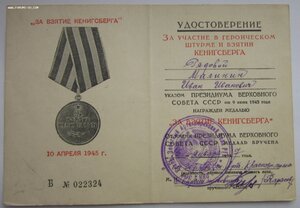 „ЗА ВЗЯТИЕ КЕНИГСБЕРГА"
10 АПРЕЛЯ 1945 г.
Б № 022324
УДОСТОВЕРЕНИЕ
ЗА УЧАСТИЕ В ГЕРОИЧЕСКОМ
ШТУРМЕ И ВЗЯТИИ
КЕНИГСБЕРГА
Рядовой
Малинин
Иван Иванович
УКАЗОМ ПРЕЗИДИУМА ВЕРХОВНОГО
СОВЕТА СССР от 9 июня 1945 года
НАГРАЖДЕН МЕДАЛЬЮ
„ЗА ВЗЯТИЕ КЕНИГСБЕРГА"
ПРЕЗИДИУМА ВЕРХОВНОГО
СОВЕТА СССР МЕДАЛЬ ВРУЧЕНА